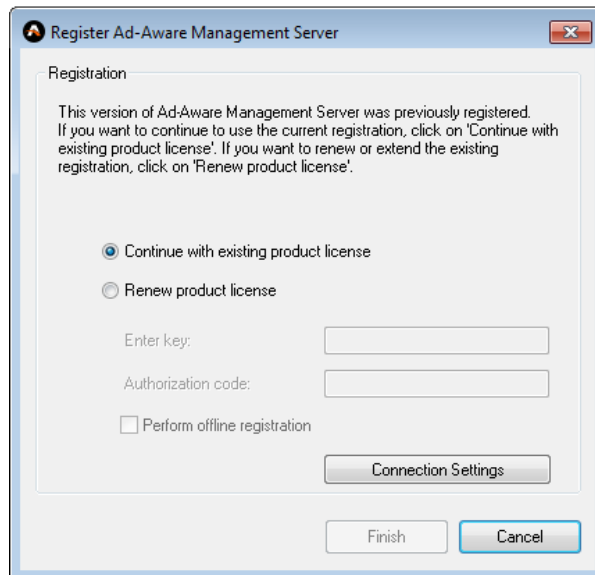 Register Ad-Aware Management Server
Registration
This version of Ad-Aware Management Server was previously registered.
If you want to continue to use the current registration, click on 'Continue with
existing product license'. If you want to renew or extend the existing
registration, click on 'Renew product license'.
Continue with existing product license
Renew product license
Enter key:
Authorization code:
Perform offline registration
Connection Settings
Finish
Cancel